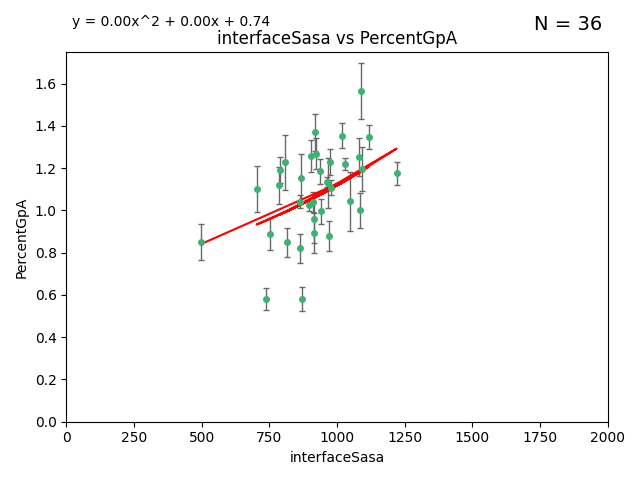 y = 0.00x^2 + 0.00x + 0.74
N = 36
interfaceSasa vs PercentGpA
1.6
1.4
1.2
1.0
0.8
0.6
0.4
0.2
0.0
PercentGpA
0 250 500 750 1000 1250 1500 1750 2000
interfaceSasa